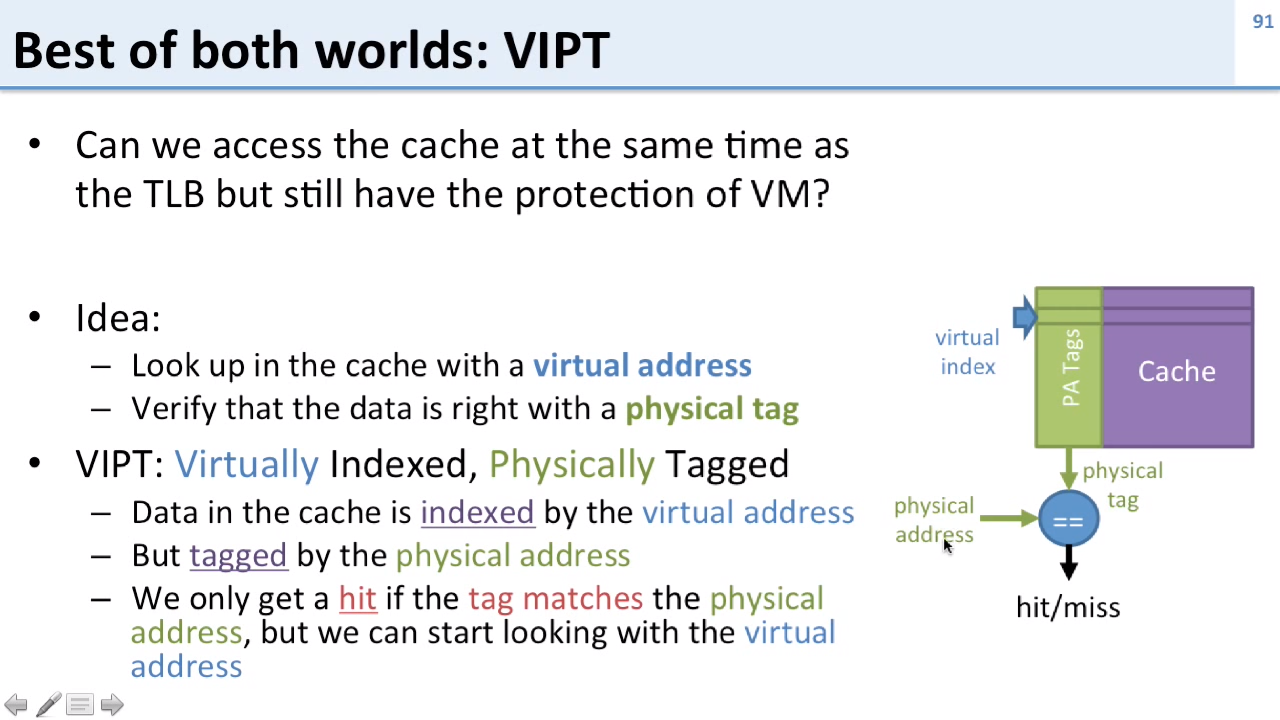 91
Best of both worlds: VIPT
• Can we access the cache at the same time as
the TLB but still have the protection of VM?
• Idea:
– Look up in the cache with a virtual address
– Verify that the data is right with a physical tag
• VIPT: Virtually Indexed, Physically Tagged
– Data in the cache is indexed by the virtual address
– But tagged by the physical address
– We only get a hit if the tag matches the physical
address, but we can start looking with the virtual
address
virtual
index
PA Tags
Cache
physical
tag
physical
address
==
hit/miss